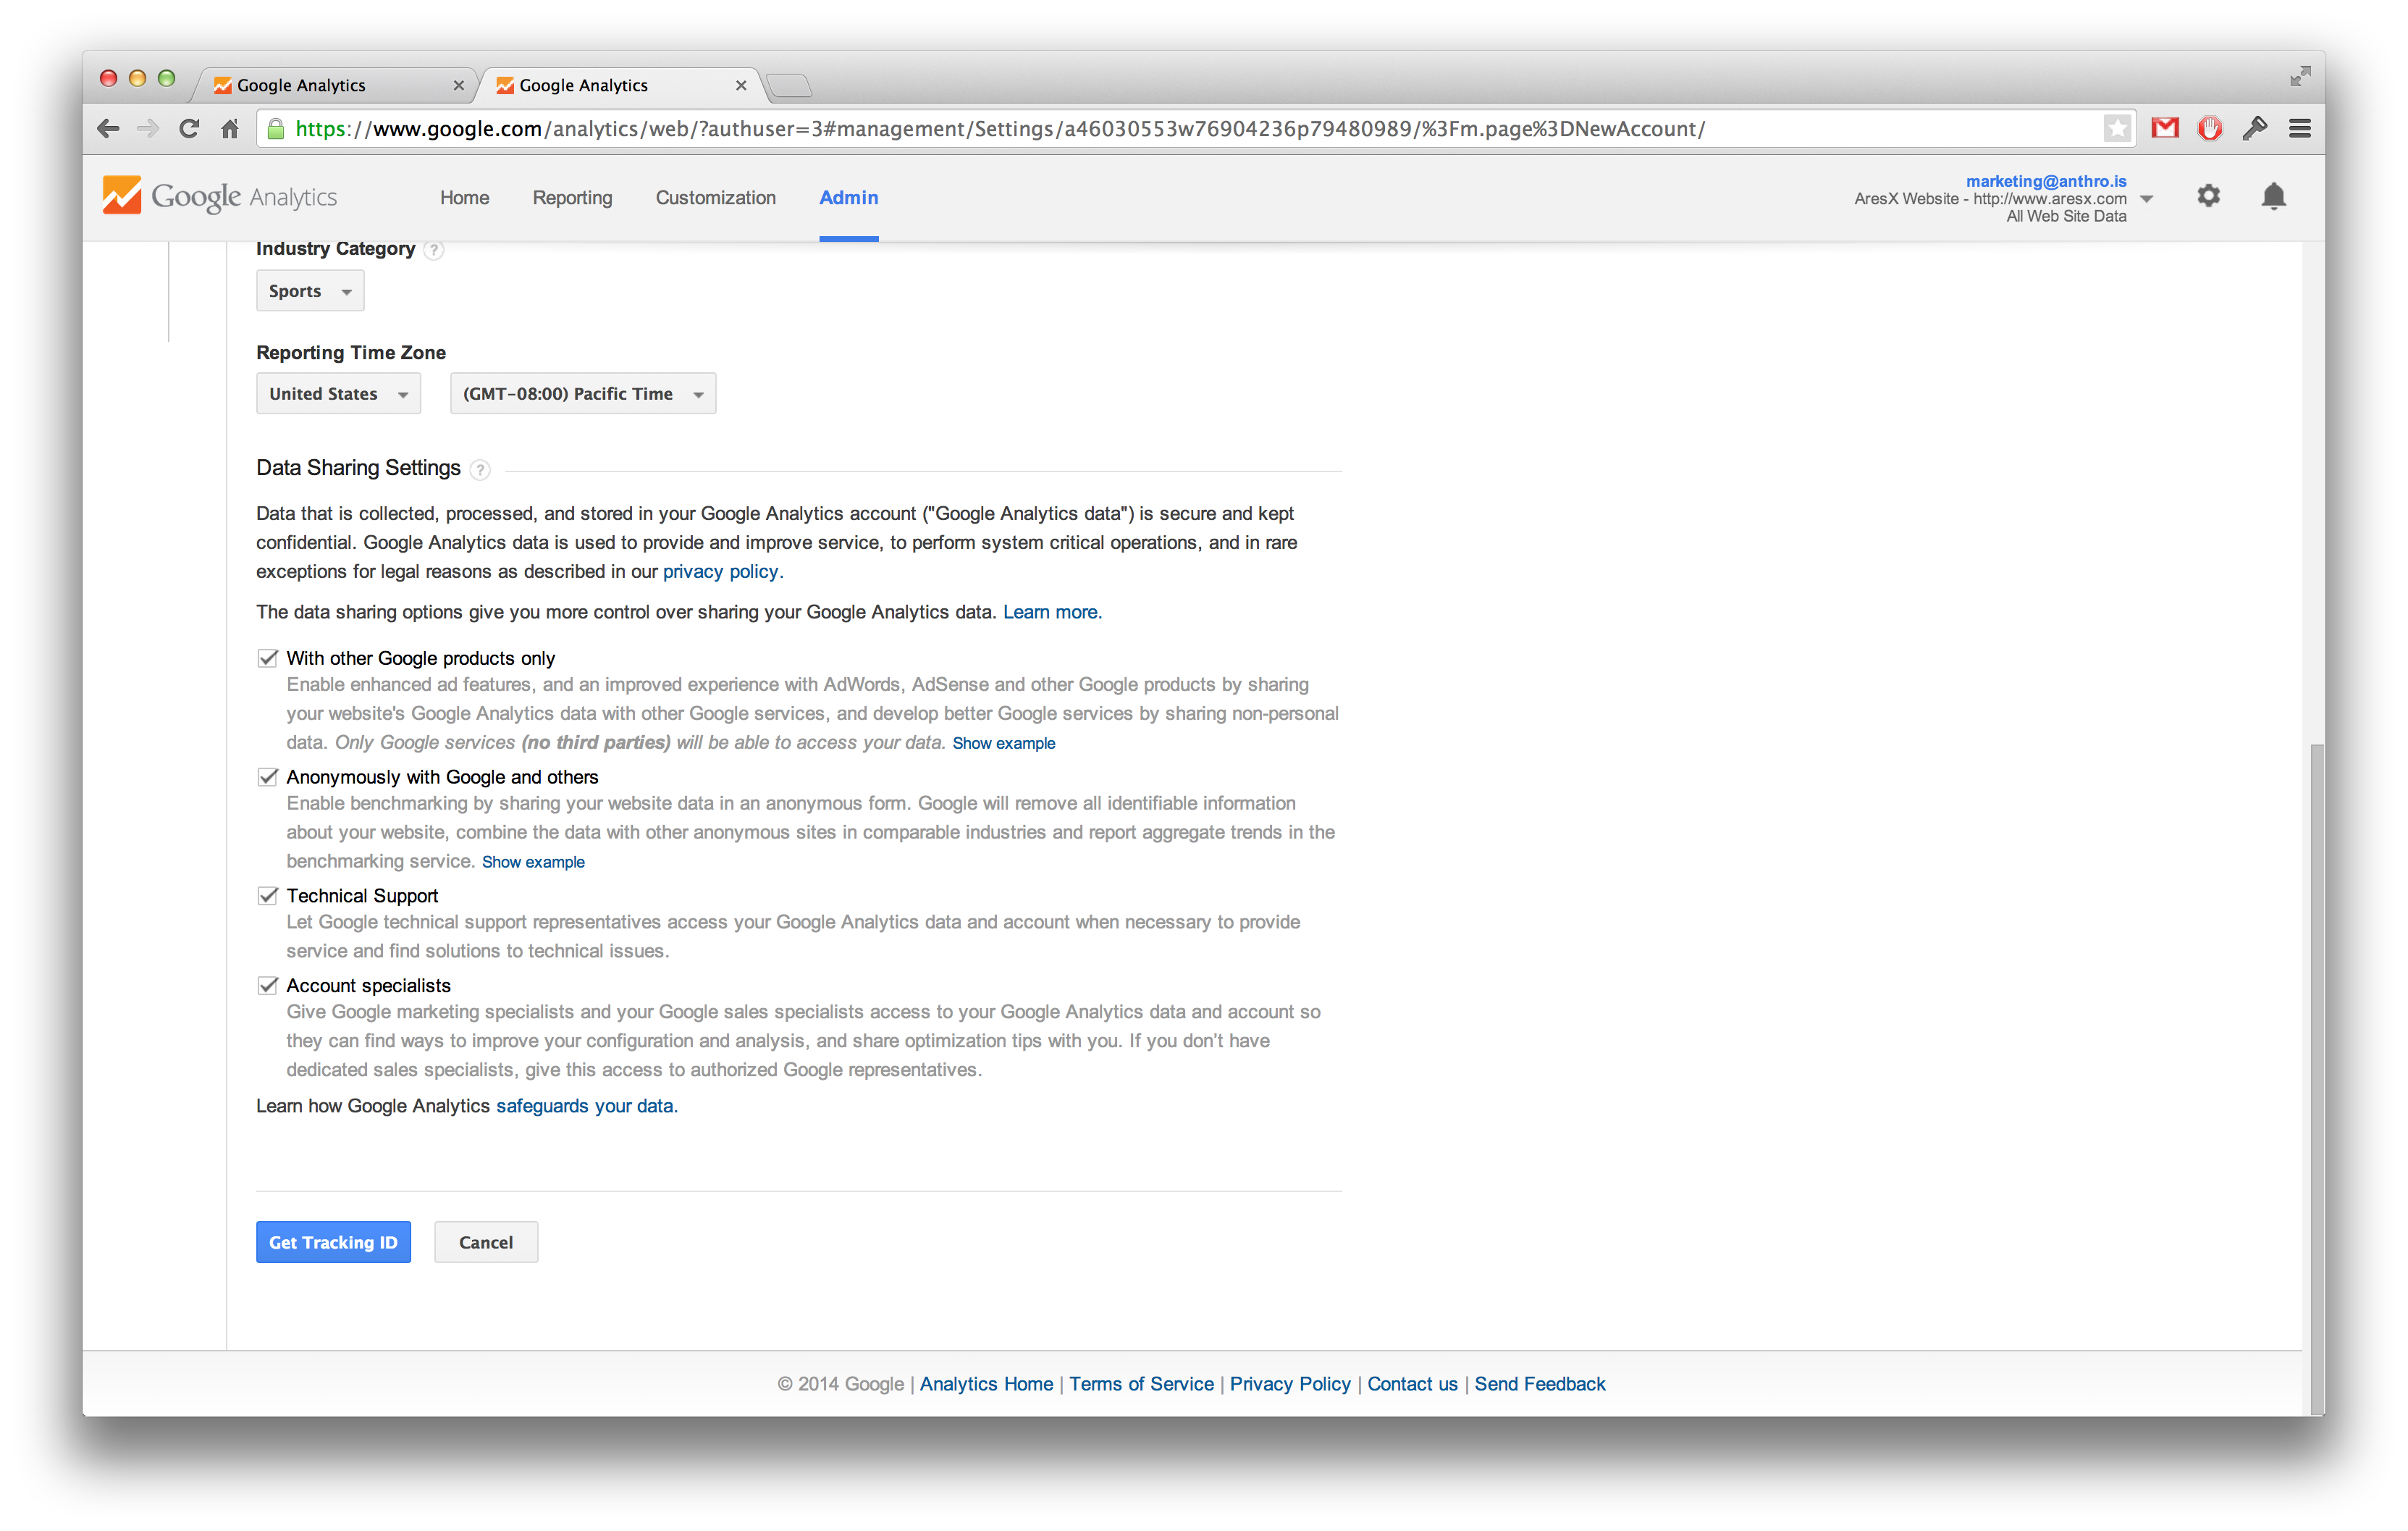 Google Analytics
Google Analytics
https://www.google.com/analytics/web/?authuser=3#management/Settings/a46030553w76904236p79480989/%3Fm.page%3DNewAccount/
Google Analytics
Home
Reporting
Customization
Admin
marketing@anthro.is
AresX Website - http://www.aresx.com
All Web Site Data
Industry Category ?
Sports
Reporting Time Zone
United States
(GMT-08:00) Pacific Time
Data Sharing Settings ?
Data that is collected, processed, and stored in your Google Analytics account ("Google Analytics data") is secure and kept
confidential. Google Analytics data is used to provide and improve service, to perform system critical operations, and in rare
exceptions for legal reasons as described in our privacy policy.
The data sharing options give you more control over sharing your Google Analytics data. Learn more.
With other Google products only
Enable enhanced ad features, and an improved experience with AdWords, AdSense and other Google products by sharing
your website's Google Analytics data with other Google services, and develop better Google services by sharing non-personal
data. Only Google services (no third parties) will be able to access your data. Show example
Anonymously with Google and others
Enable benchmarking by sharing your website data in an anonymous form. Google will remove all identifiable information
about your website, combine the data with other anonymous sites in comparable industries and report aggregate trends in the
benchmarking service. Show example
Technical Support
Let Google technical support representatives access your Google Analytics data and account when necessary to provide
service and find solutions to technical issues.
Account specialists
Give Google marketing specialists and your Google sales specialists access to your Google Analytics data and account so
they can find ways to improve your configuration and analysis, and share optimization tips with you. If you don't have
dedicated sales specialists, give this access to authorized Google representatives.
Learn how Google Analytics safeguards your data.
Get Tracking ID
Cancel
© 2014 Google | Analytics Home | Terms of Service | Privacy Policy | Contact us | Send Feedback